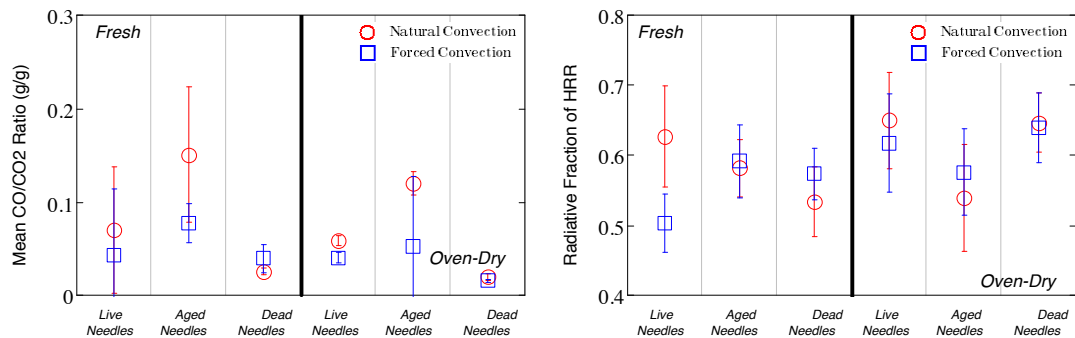 Mean CO/CO2 Ratio (g/g)
0.3
0.2
0.1
0
Fresh
Natural Convection
Forced Convection
Oven-Dry
Live Needles
Aged Needles
Dead Needles
Live Needles
Aged Needles
Dead Needles
Radiative Fraction of HRR
0.8
0.7
0.6
0.5
0.4
Fresh
Natural Convection
Forced Convection
Oven-Dry
Live Needles
Aged Needles
Dead Needles
Live Needles
Aged Needles
Dead Needles